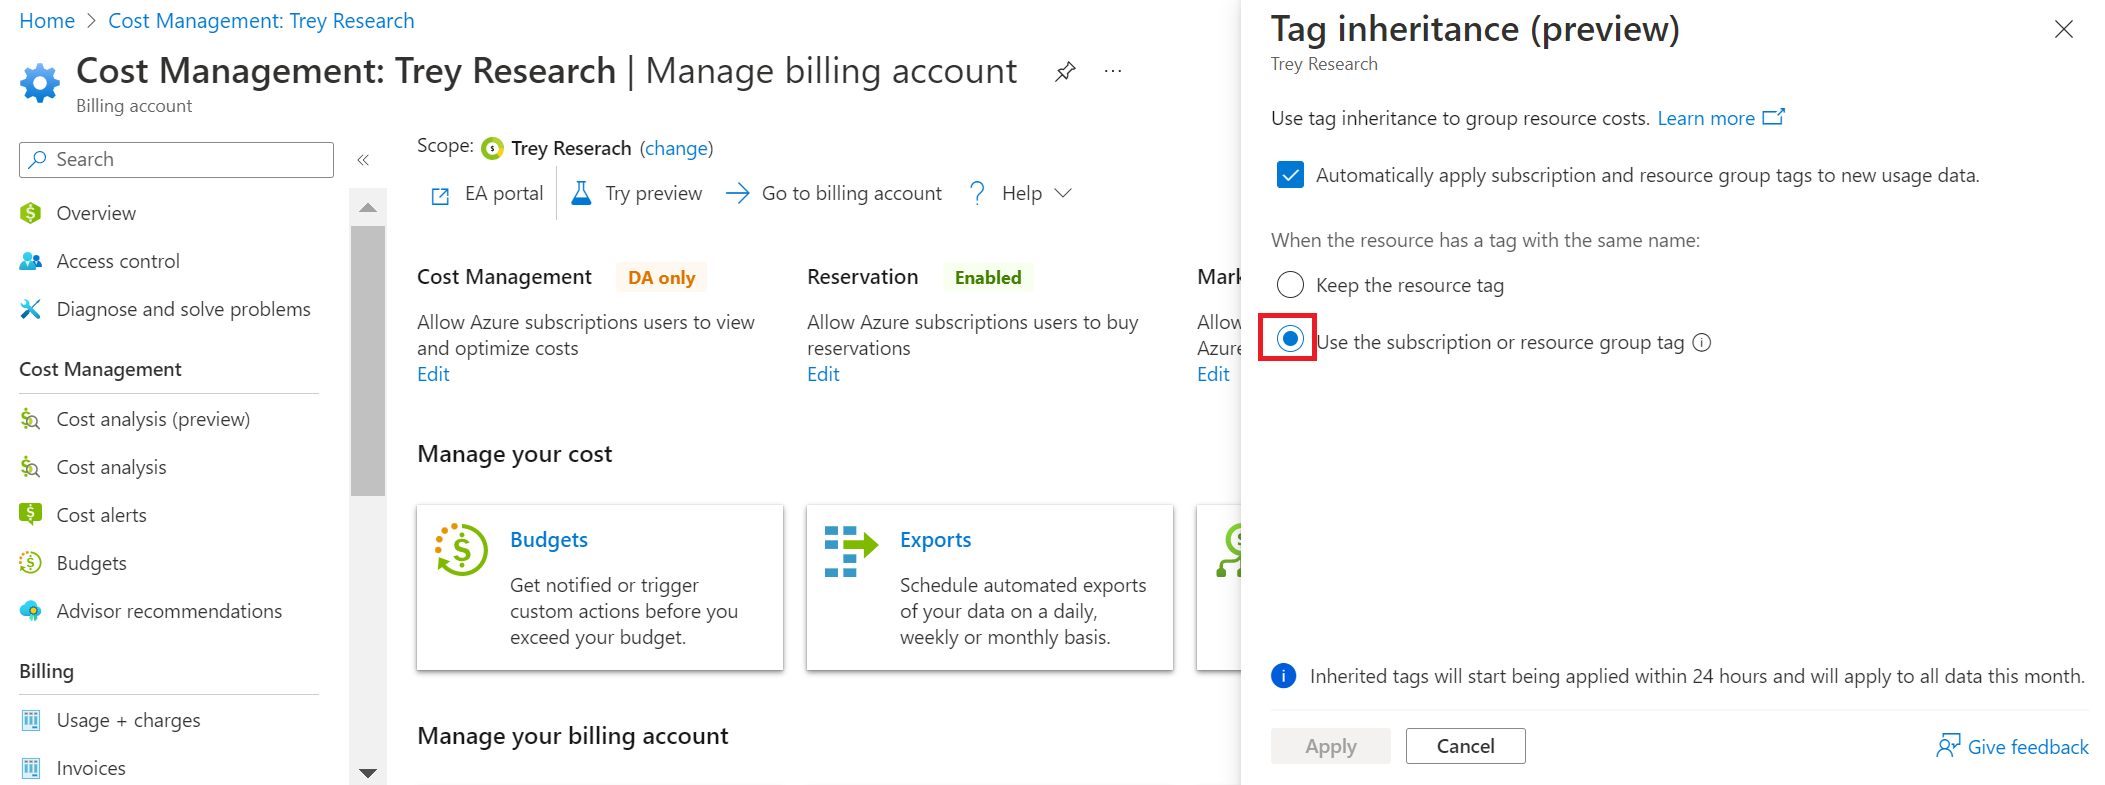 Home > Cost Management: Trey Research
Cost Management: Trey Research | Manage billing account
Billing account
Search
Overview
Access control
Diagnose and solve problems
Cost Management
Cost analysis (preview)
Cost analysis
Cost alerts
Budgets
Advisor recommendations
Billing
Usage + charges
Invoices
Scope: Trey Reserach (change)
EA portal
Try preview
Go to billing account
Help
Cost Management DA only
Allow Azure subscriptions users to view
and optimize costs
Edit
Reservation Enabled
Allow Azure subscriptions users to buy
reservations
Edit
Mark
Allow
Azure
Edit
Manage your cost
Budgets
Get notified or trigger
custom actions before you
exceed your budget.
Exports
Schedule automated exports
of your data on a daily,
weekly or monthly basis.
Manage your billing account
Tag inheritance (preview)
Trey Research
Use tag inheritance to group resource costs. Learn more
Automatically apply subscription and resource group tags to new usage data.
When the resource has a tag with the same name:
Keep the resource tag
Use the subscription or resource group tag
Inherited tags will start being applied within 24 hours and will apply to all data this month.
Apply
Cancel
Give feedback